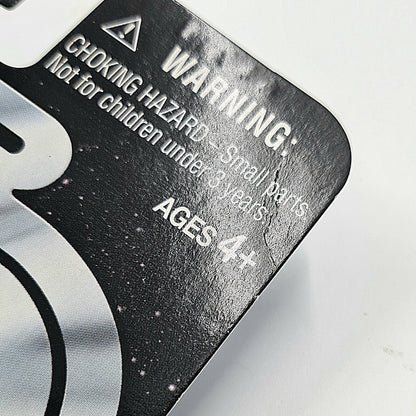 WARNING:
CHOKING HAZARD – Small parts.
Not for children under 3 years.
AGES 4+